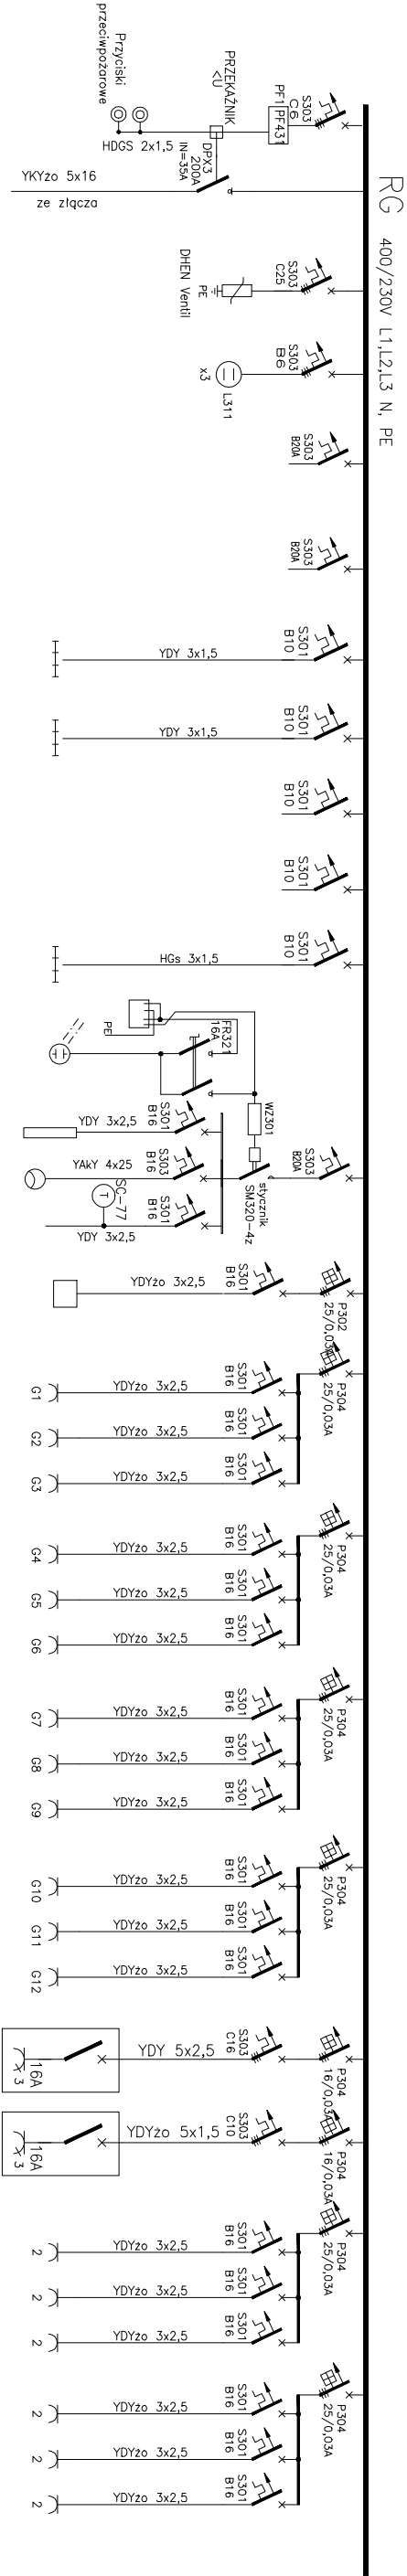 RG 400/230V L1,L2,L3 N, PE
S303
C6
PF1
PF431
PRZEKAŹNIK
<U
Przyciski
przeciwpożarowe
HDGS 2x1,5
DPX3
200A
IN=35A
YKYżo 5x16
ze złącza
S303
C25
PE
DHEN Ventil
S303
B6
L311
x3
S303
B20A
S303
B20A
S301
B10
YDY 3x1,5
S301
B10
YDY 3x1,5
S301
B10
S301
B10
S301
B10
HGs 3x1,5
PE
FR321
16A
WZ301
S303
B20A
stycznik
SM320-4z
S301
B16
YDY 3x2,5
S303
B16
YAkY 4x25
SC-77
T
S301
B16
YDY 3x2,5
P302
25/0,03A
S301
B16
YDYżo 3x2,5
P304
25/0,03A
S301
B16
YDYżo 3x2,5
G1
S301
B16
YDYżo 3x2,5
G2
S301
B16
YDYżo 3x2,5
G3
P304
25/0,03A
S301
B16
YDYżo 3x2,5
G4
S301
B16
YDYżo 3x2,5
G5
S301
B16
YDYżo 3x2,5
G6
P304
25/0,03A
S301
B16
YDYżo 3x2,5
G7
S301
B16
YDYżo 3x2,5
G8
S301
B16
YDYżo 3x2,5
G9
P304
25/0,03A
S301
B16
YDYżo 3x2,5
G10
S301
B16
YDYżo 3x2,5
G11
S301
B16
YDYżo 3x2,5
G12
P304
16/0,03A
S303
C16
YDY 5x2,5
16A
3
P304
16/0,03A
S303
C10
YDYżo 5x1,5
16A
3
P304
25/0,03A
S301
B16
YDYżo 3x2,5
2
S301
B16
YDYżo 3x2,5
2
S301
B16
YDYżo 3x2,5
2
P304
25/0,03A
S301
B16
YDYżo 3x2,5
2
S301
B16
YDYżo 3x2,5
2
S301
B16
YDYżo 3x2,5
2